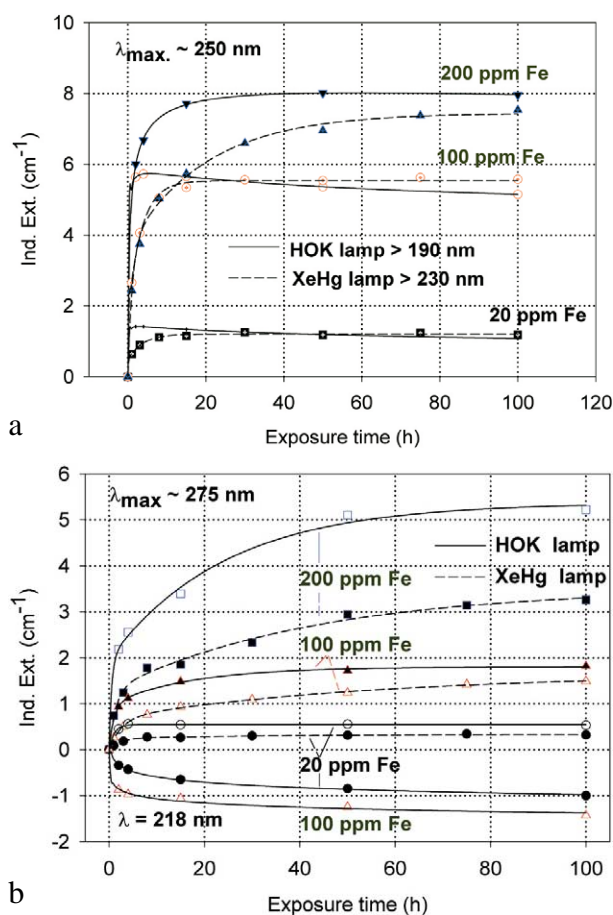 10
8
6
4
2
0
Ind. Ext. (cm⁻¹)
λmax. ~ 250 nm
200 ppm Fe
100 ppm Fe
HOK lamp > 190 nm
XeHg lamp > 230 nm
20 ppm Fe
0 20 40 60 80 100 120
Exposure time (h)
a
6
5
4
3
2
1
0
-1
-2
Ind. Ext. (cm⁻¹)
λmax ~ 275 nm
HOK lamp
XeHg lamp
200 ppm Fe
100 ppm Fe
20 ppm Fe
λ = 218 nm
100 ppm Fe
0 20 40 60 80 100
Exposure time (h)
b